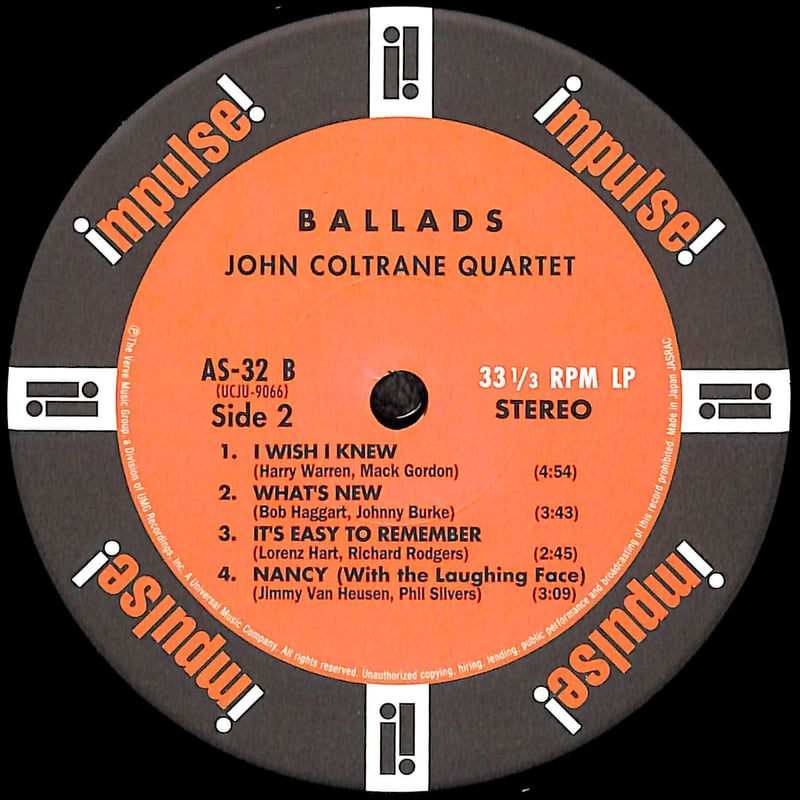 impulse!
impulse!
BALLADS
JOHN COLTRANE QUARTET
AS-32 B
(UCJU-9066)
Side 2
33 1/3 RPM LP
STEREO
1. I WISH I KNEW
(Harry Warren, Mack Gordon) (4:54)
2. WHAT'S NEW
(Bob Haggart, Johnny Burke) (3:43)
3. IT'S EASY TO REMEMBER
(Lorenz Hart, Richard Rodgers) (2:45)
4. NANCY (With the Laughing Face)
(Jimmy Van Heusen, Phil Silvers) (3:09)
℗The Verve Music Group, a Division of UMG Recordings, Inc. A Universal Music Company. All rights reserved. Unauthorized copying, hiring, lending, public performance and broadcasting of this record prohibited. Made in Japan JASRAC
impulse!
impulse!